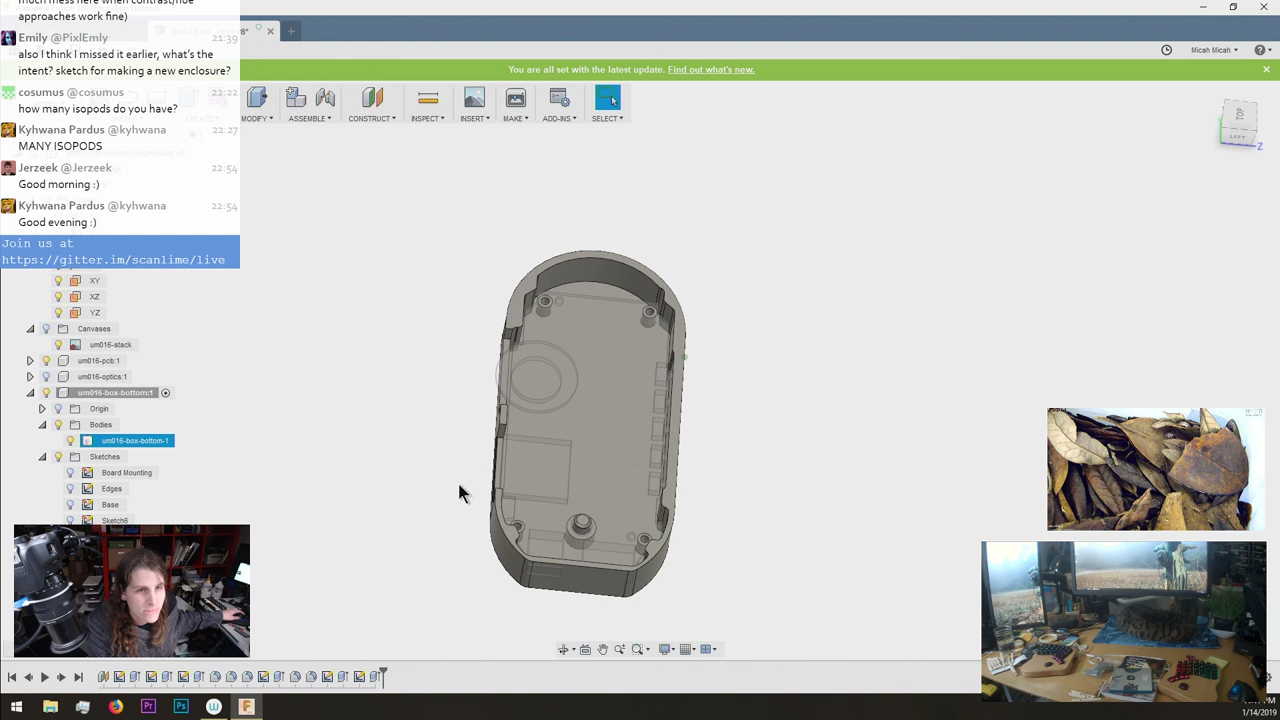 much mess here when contrast/hue
approaches work fine)
Emily @PixlEmly 21:39
also I think I missed it earlier, what's the
intent? sketch for making a new enclosure?
cosumus @cosumus 22:22
how many isopods do you have?
Kyhwana Pardus @kyhwana 22:27
MANY ISOPODS
Jerzeek @Jerzeek 22:54
Good morning :)
Kyhwana Pardus @kyhwana 22:54
Good evening :)
Join us at
https://gitter.im/scanlime/live
Micah Micah
You are all set with the latest update. Find out what's new.
MODIFY
ASSEMBLE
CONSTRUCT
INSPECT
INSERT
MAKE
ADD-INS
SELECT
TOP
LEFT
Z
XY
XZ
YZ
Canvases
um016-stack
um016-pcb:1
um016-optics:1
um016-box-bottom:1
Origin
Bodies
um016-box-bottom-1
Sketches
Board Mounting
Edges
Base
Sketch6
Pr
Ps
W
F
1/14/2019